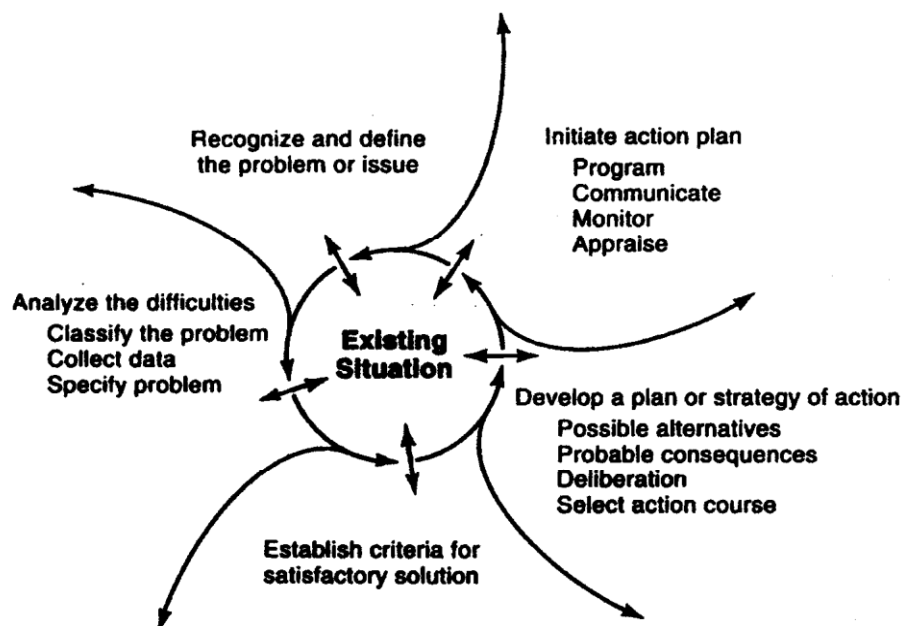 Recognize and define
the problem or issue
Initiate action plan
Program
Communicate
Monitor
Appraise
Analyze the difficulties
Classify the problem
Collect data
Specify problem
Existing
Situation
Develop a plan or strategy of action
Possible alternatives
Probable consequences
Deliberation
Select action course
Establish criteria for
satisfactory solution